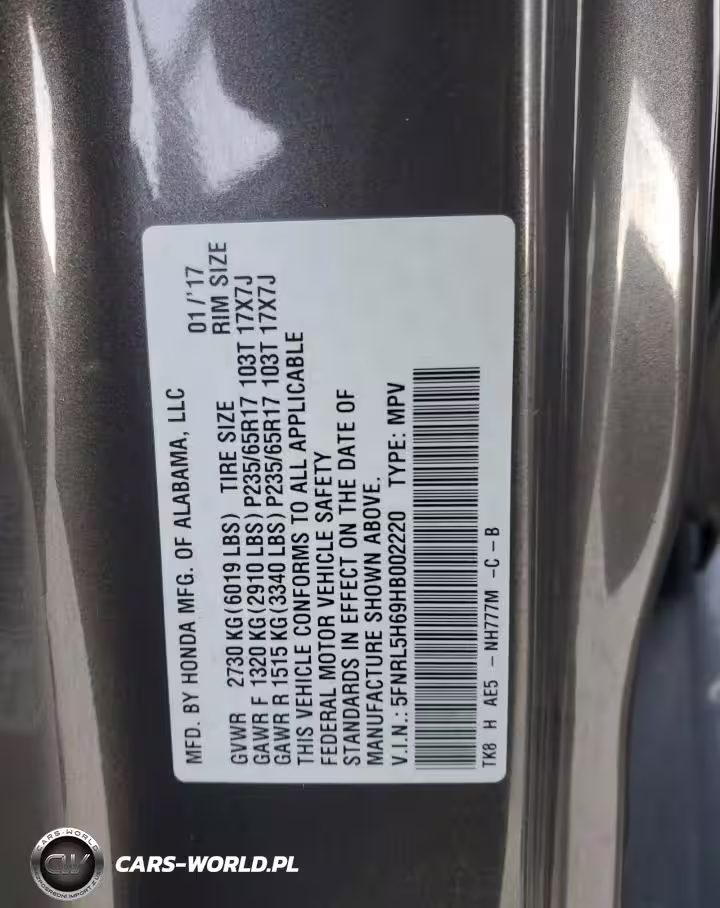 MFD. BY HONDA MFG. OF ALABAMA, LLC 01/'17
GVWR 2730 KG(6019 LBS) TIRE SIZE RIM SIZE
GAWR F 1320 KG(2910 LBS)P235/65R17 103T 17X7J
GAWR R 1515 KG(3340 LBS)P235/65R17 103T 17X7J
THIS VEHICLE CONFORMS TO ALL APPLICABLE
FEDERAL MOTOR VEHICLE SAFETY
STANDARDS IN EFFECT ON THE DATE OF
MANUFACTURE SHOWN ABOVE.
V.I.N.: 5FNRL5H69HB002220 TYPE: MPV
TK8 H AE5 - NH777M -C-B
CARS-WORLD
CW
CARS-WORLD.PL